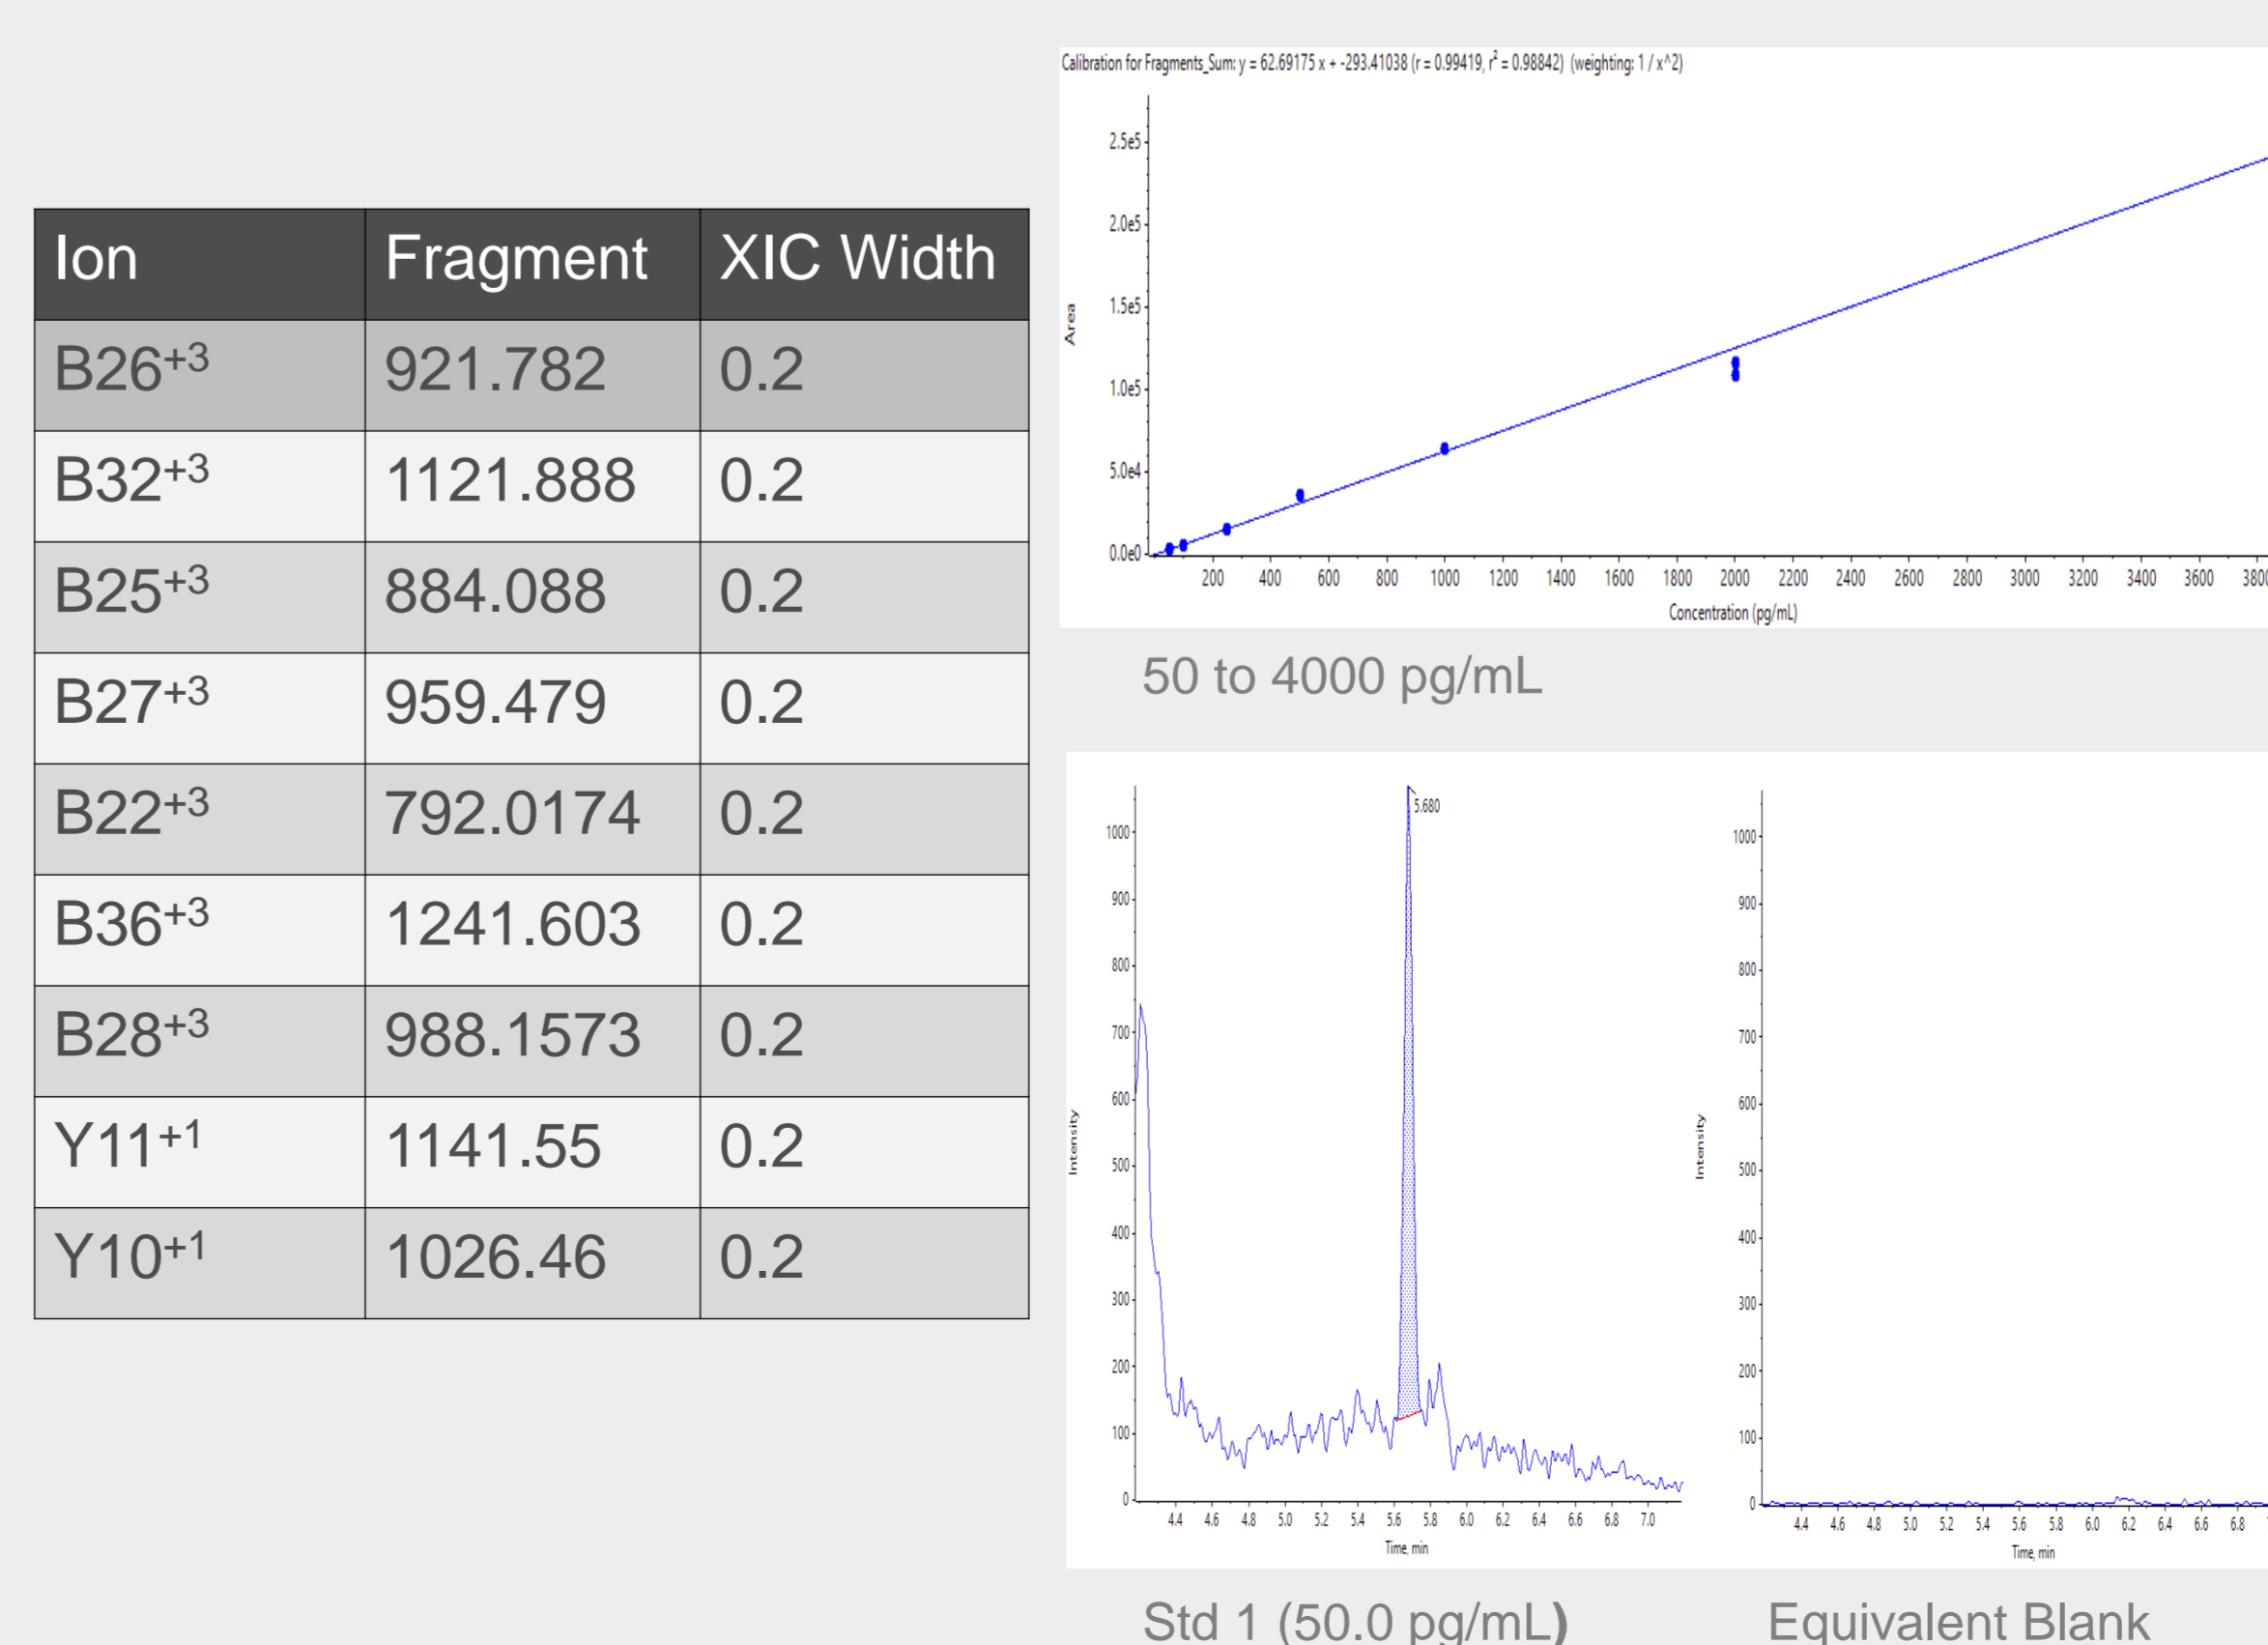 Ion Fragment XIC Width
B26+3 921.782 0.2
B32+3 1121.888 0.2
B25+3 884.088 0.2
B27+3 959.479 0.2
B22+3 792.0174 0.2
B36+3 1241.603 0.2
B28+3 988.1573 0.2
Y11+1 1141.55 0.2
Y10+1 1026.46 0.2
Calibration for Fragments_Sum: y = 62.69175 x + -293.41038 (r = 0.99419, r² = 0.98842) (weighting: 1 / x^2)
Area
2.5e5
2.0e5
1.5e5
1.0e5
5.0e4
0.0e0
200 400 600 800 1000 1200 1400 1600 1800 2000 2200 2400 2600 2800 3000 3200 3400 3600 3800
Concentration (pg/mL)
50 to 4000 pg/mL
Intensity
1000
900
800
700
600
500
400
300
200
100
0
5.680
4.4 4.6 4.8 5.0 5.2 5.4 5.6 5.8 6.0 6.2 6.4 6.6 6.8 7.0
Time, min
Std 1 (50.0 pg/mL)
Intensity
1000
900
800
700
600
500
400
300
200
100
0
4.4 4.6 4.8 5.0 5.2 5.4 5.6 5.8 6.0 6.2 6.4 6.6 6.8
Time, min
Equivalent Blank